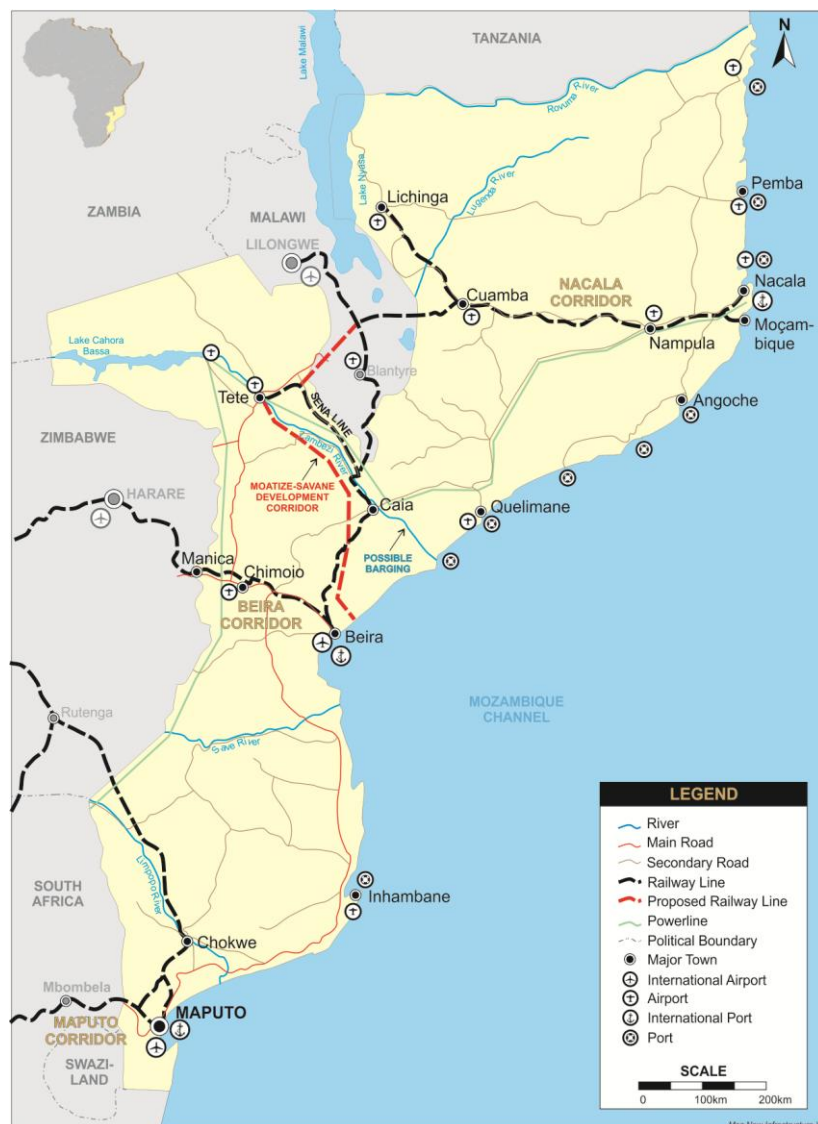 N
TANZANIA
Lake Malawi
Rovuma River
Lake Nyasa
Lugenda River
Lichinga
Pemba
ZAMBIA
MALAWI
LILONGWE
Nacala
Cuamba
NACALA
CORRIDOR
Moçam-
bique
Nampula
Lake Cahora
Bassa
Blantyre
Tete
SENA LINE
Angoche
Zambezi River
ZIMBABWE
MOATIZE-SAVANE
DEVELOPMENT
CORRIDOR
HARARE
Caia
Quelimane
POSSIBLE
BARGING
Manica
Chimoio
BEIRA
CORRIDOR
Beira
MOZAMBIQUE
CHANNEL
Rutenga
Save River
Limpopo River
SOUTH
AFRICA
Inhambane
Chokwe
Mbombela
MAPUTO
MAPUTO
CORRIDOR
SWAZI-
LAND
LEGEND
River
Main Road
Secondary Road
Railway Line
Proposed Railway Line
Powerline
Political Boundary
Major Town
International Airport
Airport
International Port
Port
SCALE
0 100km 200km